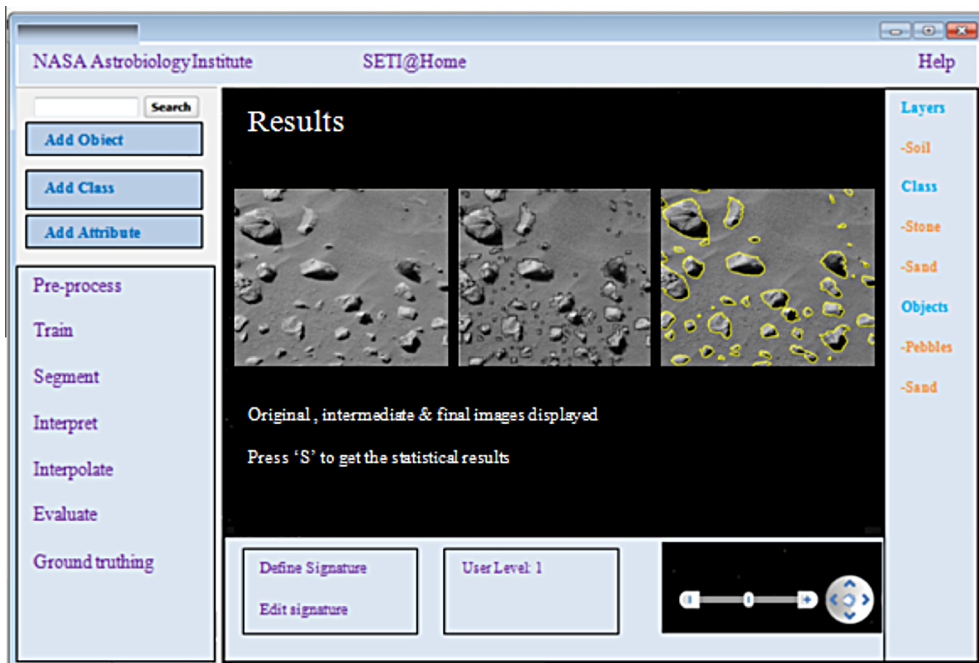 NASA Astrobiology Institute
SETI@Home
Help
Search
Add Object
Add Class
Add Attribute
Pre-process
Train
Segment
Interpret
Interpolate
Evaluate
Ground truthing
Results
Original , intermediate & final images displayed
Press ‘S’ to get the statistical results
Define Signature
Edit signature
User Level: 1
Layers
-Soil
Class
-Stone
-Sand
Objects
-Pebbles
-Sand